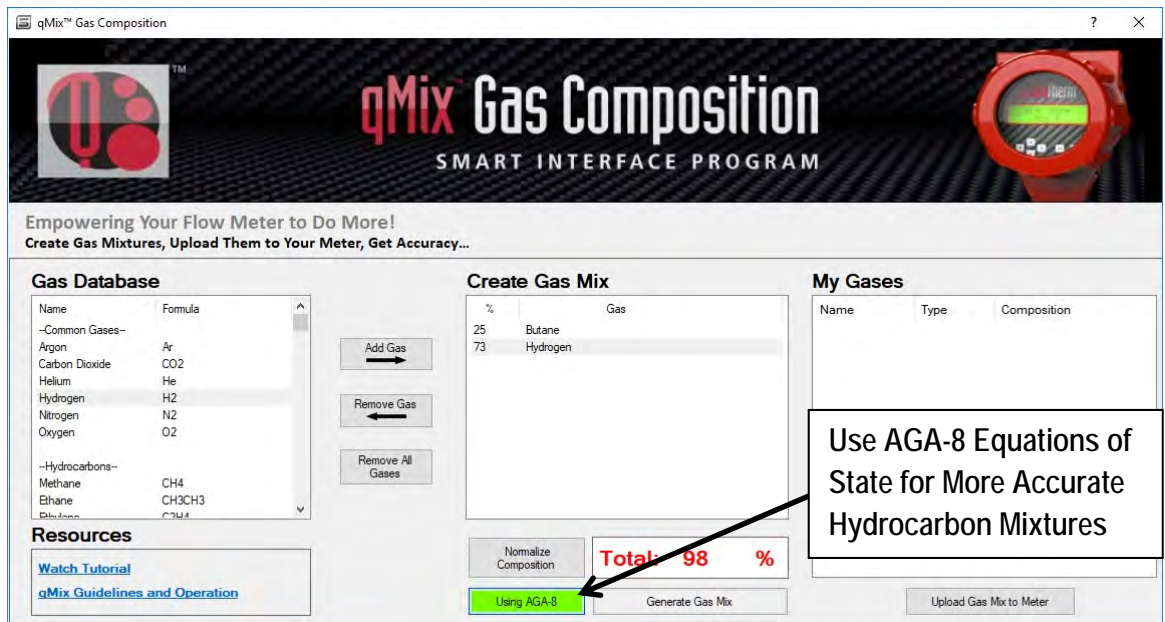 qMix™ Gas Composition
?
TM
qMix™ Gas Composition
SMART INTERFACE PROGRAM
Empowering Your Flow Meter to Do More!
Create Gas Mixtures, Upload Them to Your Meter, Get Accuracy...
Gas Database
Name Formula
--Common Gases--
Argon Ar
Carbon Dioxide CO2
Helium He
Hydrogen H2
Nitrogen N2
Oxygen O2
--Hydrocarbons--
Methane CH4
Ethane CH3CH3
Ethylene C2H4
Add Gas
Remove Gas
Remove All
Gases
Create Gas Mix
% Gas
25 Butane
73 Hydrogen
My Gases
Name Type Composition
Use AGA-8 Equations of
State for More Accurate
Hydrocarbon Mixtures
Resources
Watch Tutorial
qMix Guidelines and Operation
Normalize
Composition
Total: 98 %
Using AGA-8
Generate Gas Mix
Upload Gas Mix to Meter